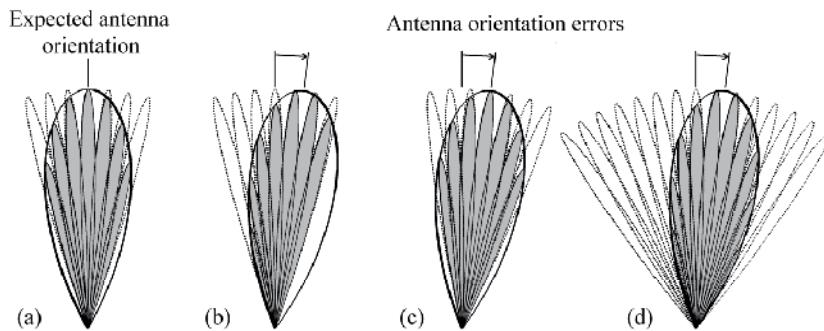 Expected antenna
orientation
Antenna orientation errors
(a)
(b)
(c)
(d)